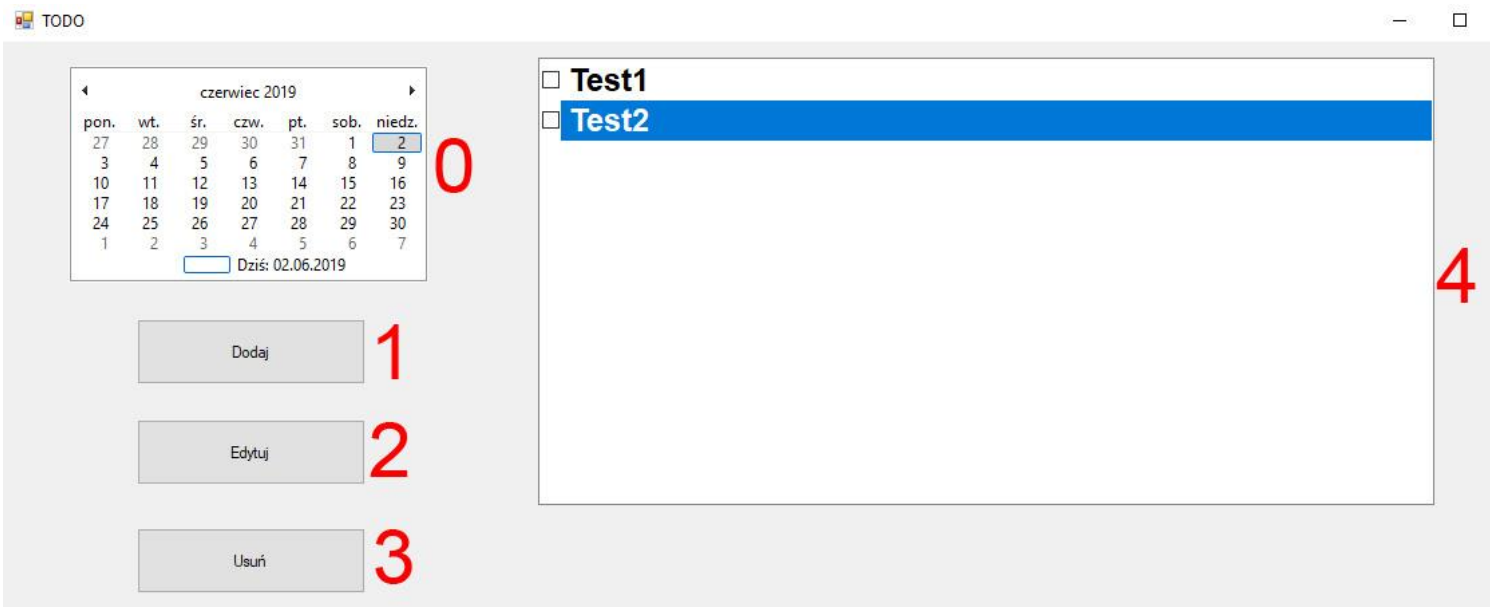 TODO
czerwiec 2019
pon. wt. śr. czw. pt. sob. niedz.
27 28 29 30 31 1 2
3 4 5 6 7 8 9
10 11 12 13 14 15 16
17 18 19 20 21 22 23
24 25 26 27 28 29 30
1 2 3 4 5 6 7
Dziś: 02.06.2019
0
Dodaj
1
Edytuj
2
Usuń
3
Test1
Test2
4